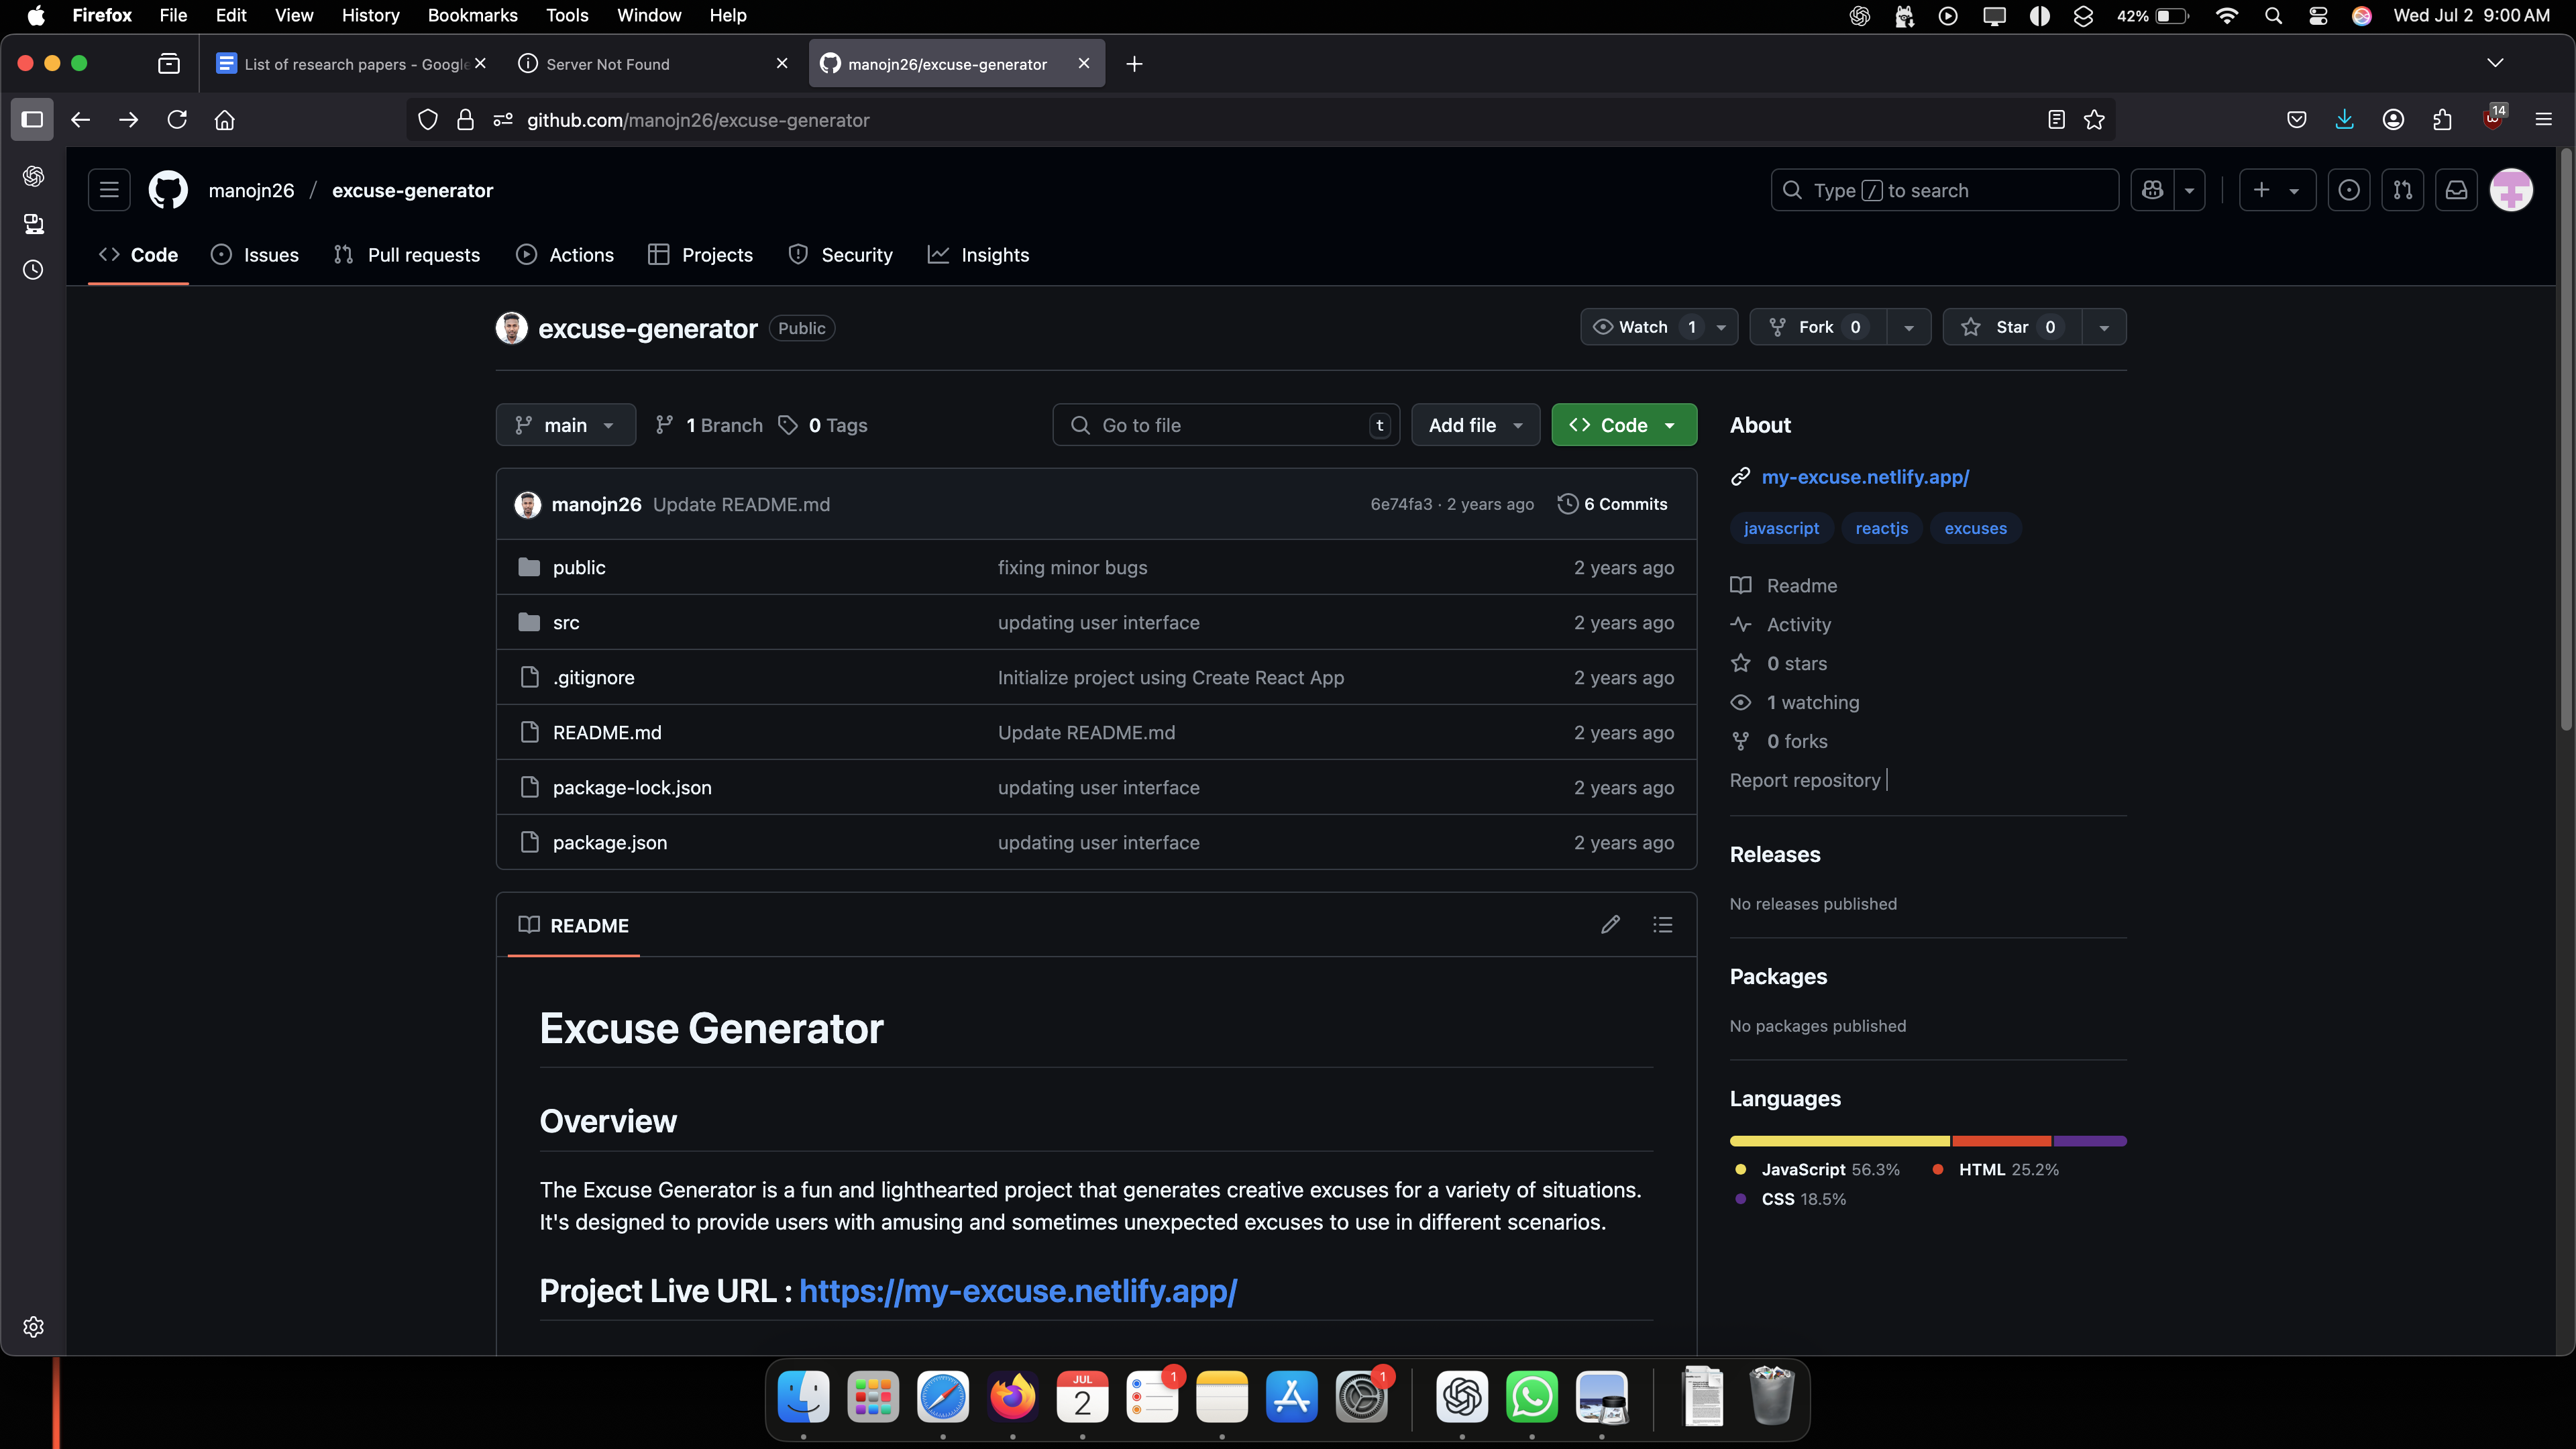 Firefox File Edit View History Bookmarks Tools Window Help 42% Wed Jul 2 9:00 AM
List of research papers - Google
Server Not Found
manojn26/excuse-generator
github.com/manojn26/excuse-generator
14
manojn26 / excuse-generator
Type / to search
Code Issues Pull requests Actions Projects Security Insights
excuse-generator Public
Watch 1 Fork 0 Star 0
main 1 Branch 0 Tags Go to file t Add file Code
manojn26 Update README.md 6e74fa3 · 2 years ago 6 Commits
public fixing minor bugs 2 years ago
src updating user interface 2 years ago
.gitignore Initialize project using Create React App 2 years ago
README.md Update README.md 2 years ago
package-lock.json updating user interface 2 years ago
package.json updating user interface 2 years ago
README
Excuse Generator
Overview
The Excuse Generator is a fun and lighthearted project that generates creative excuses for a variety of situations.
It's designed to provide users with amusing and sometimes unexpected excuses to use in different scenarios.
Project Live URL : https://my-excuse.netlify.app/
About
my-excuse.netlify.app/
javascript reactjs excuses
Readme
Activity
0 stars
1 watching
0 forks
Report repository
Releases
No releases published
Packages
No packages published
Languages
JavaScript 56.3% HTML 25.2%
CSS 18.5%
JUL
2
1
1